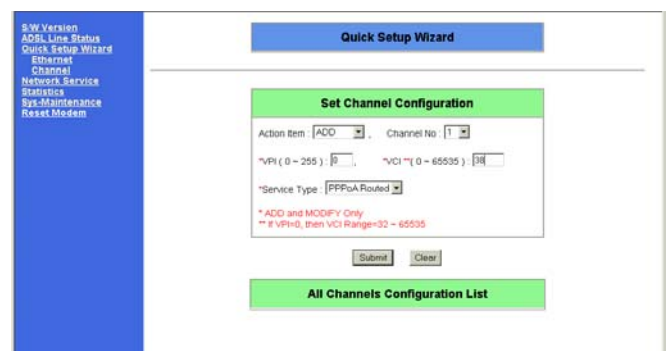 S/W Version
ADSL Line Status
Quick Setup Wizard
Ethernet
Channel
Network Service
Statistics
Sys-Maintenance
Reset Modem
Quick Setup Wizard
Set Channel Configuration
Action Item : ADD , Channel No : 1
*VPI ( 0 ~ 255 ) : 0 , *VCI **( 0 ~ 65535 ) : 38
*Service Type : PPPoA Routed
* ADD and MODIFY Only
** If VPI=0, then VCI Range=32 ~ 65535
Submit Clear
All Channels Configuration List